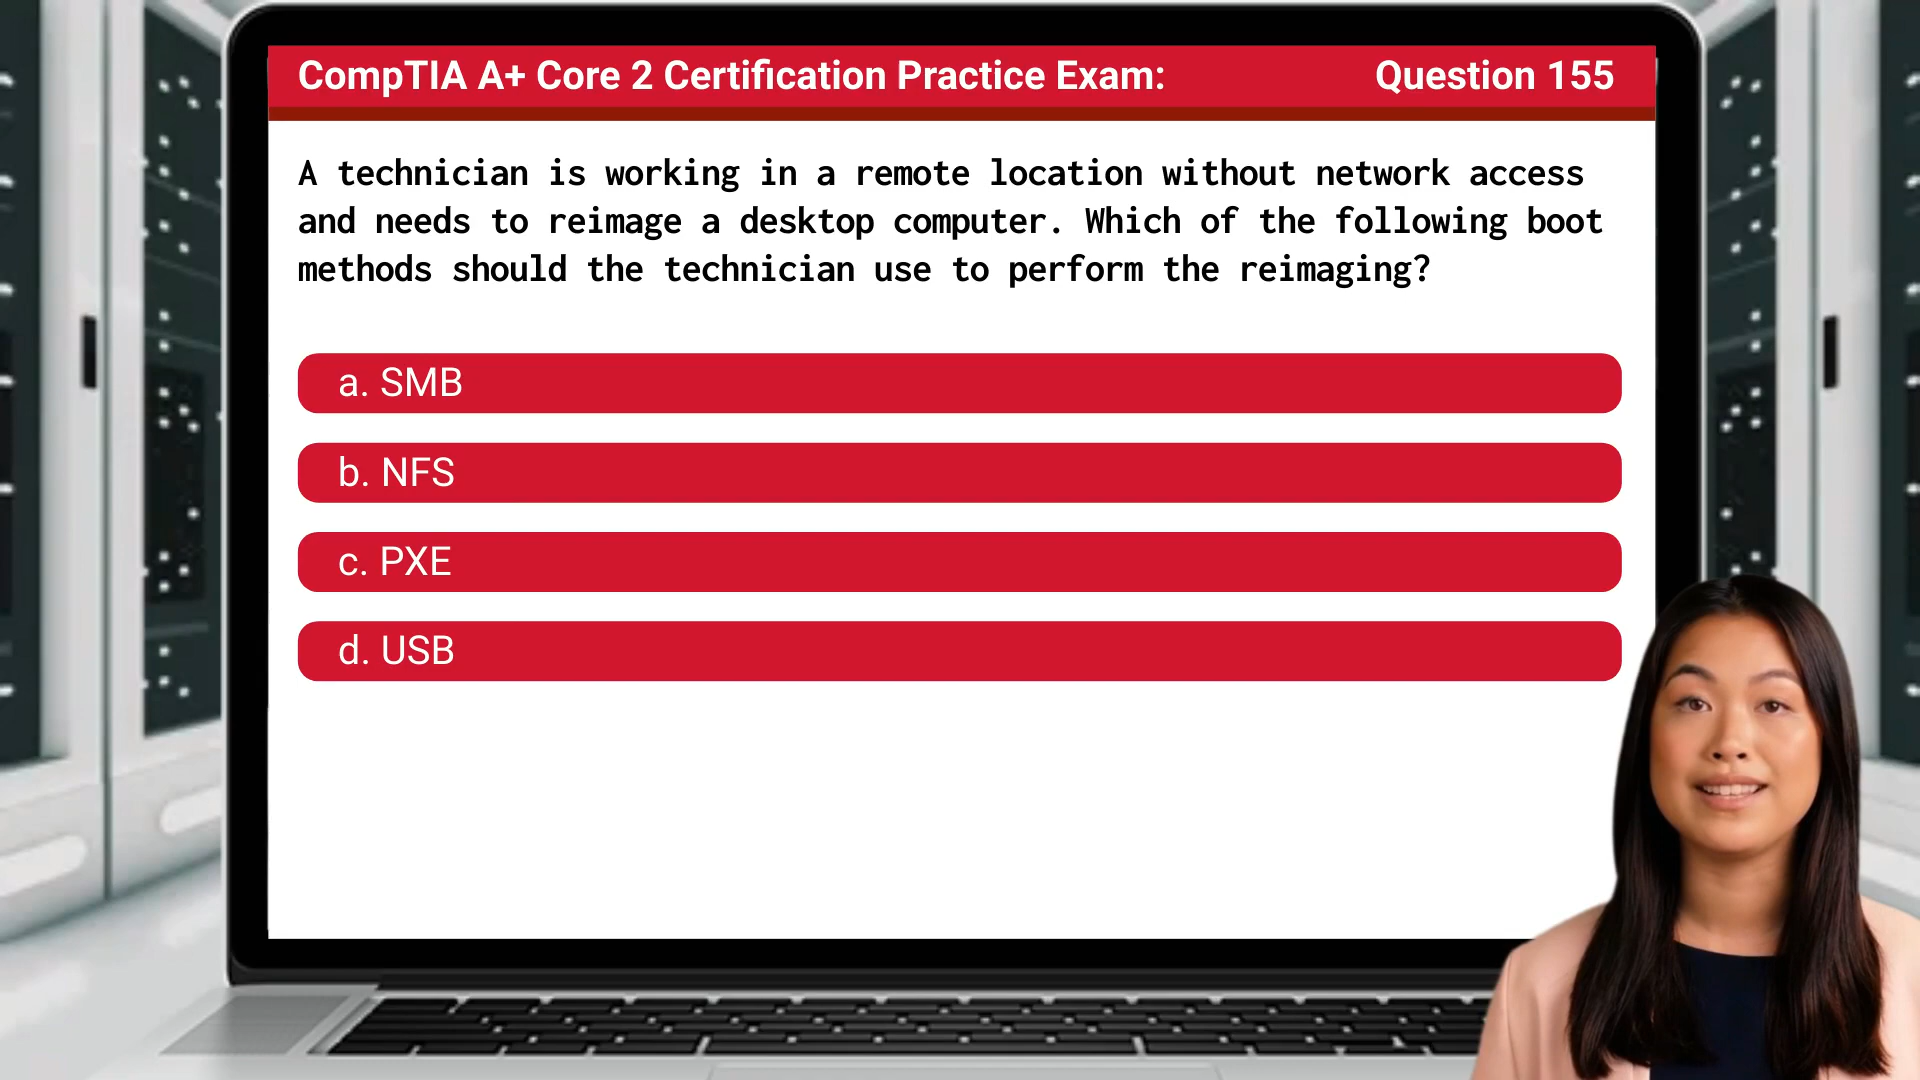 CompTIA A+ Core 2 Certification Practice Exam:
Question 155
A technician is working in a remote location without network access
and needs to reimage a desktop computer. Which of the following boot
methods should the technician use to perform the reimaging?
a. SMB
b. NFS
c. PXE
d. USB